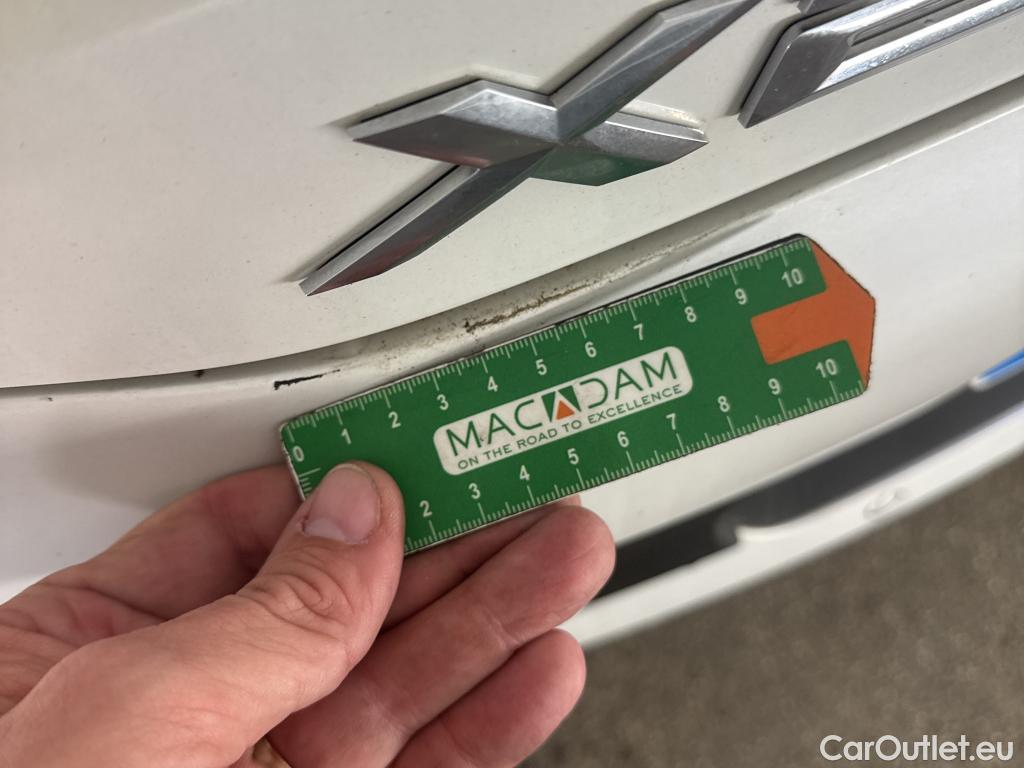 X
0 1 2 3 4 5 6 7 8 9 10
MACADAM
ON THE ROAD TO EXCELLENCE
2 3 4 5 6 7 8 9 10
CarOutlet.eu